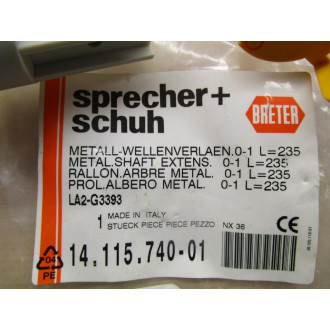 sprecher+
schuh
BRETER
METALL-WELLENVERLAEN.0-1 L=235
METAL.SHAFT EXTENS. 0-1 L=235
RALLON.ARBRE METAL. 0-1 L=235
PROL.ALBERO METAL. 0-1 L=235
LA2-G3393
1 MADE IN ITALY
STUECK PIECE PIECE PEZZO NX 36
CE
14.115.740-01
04
PE